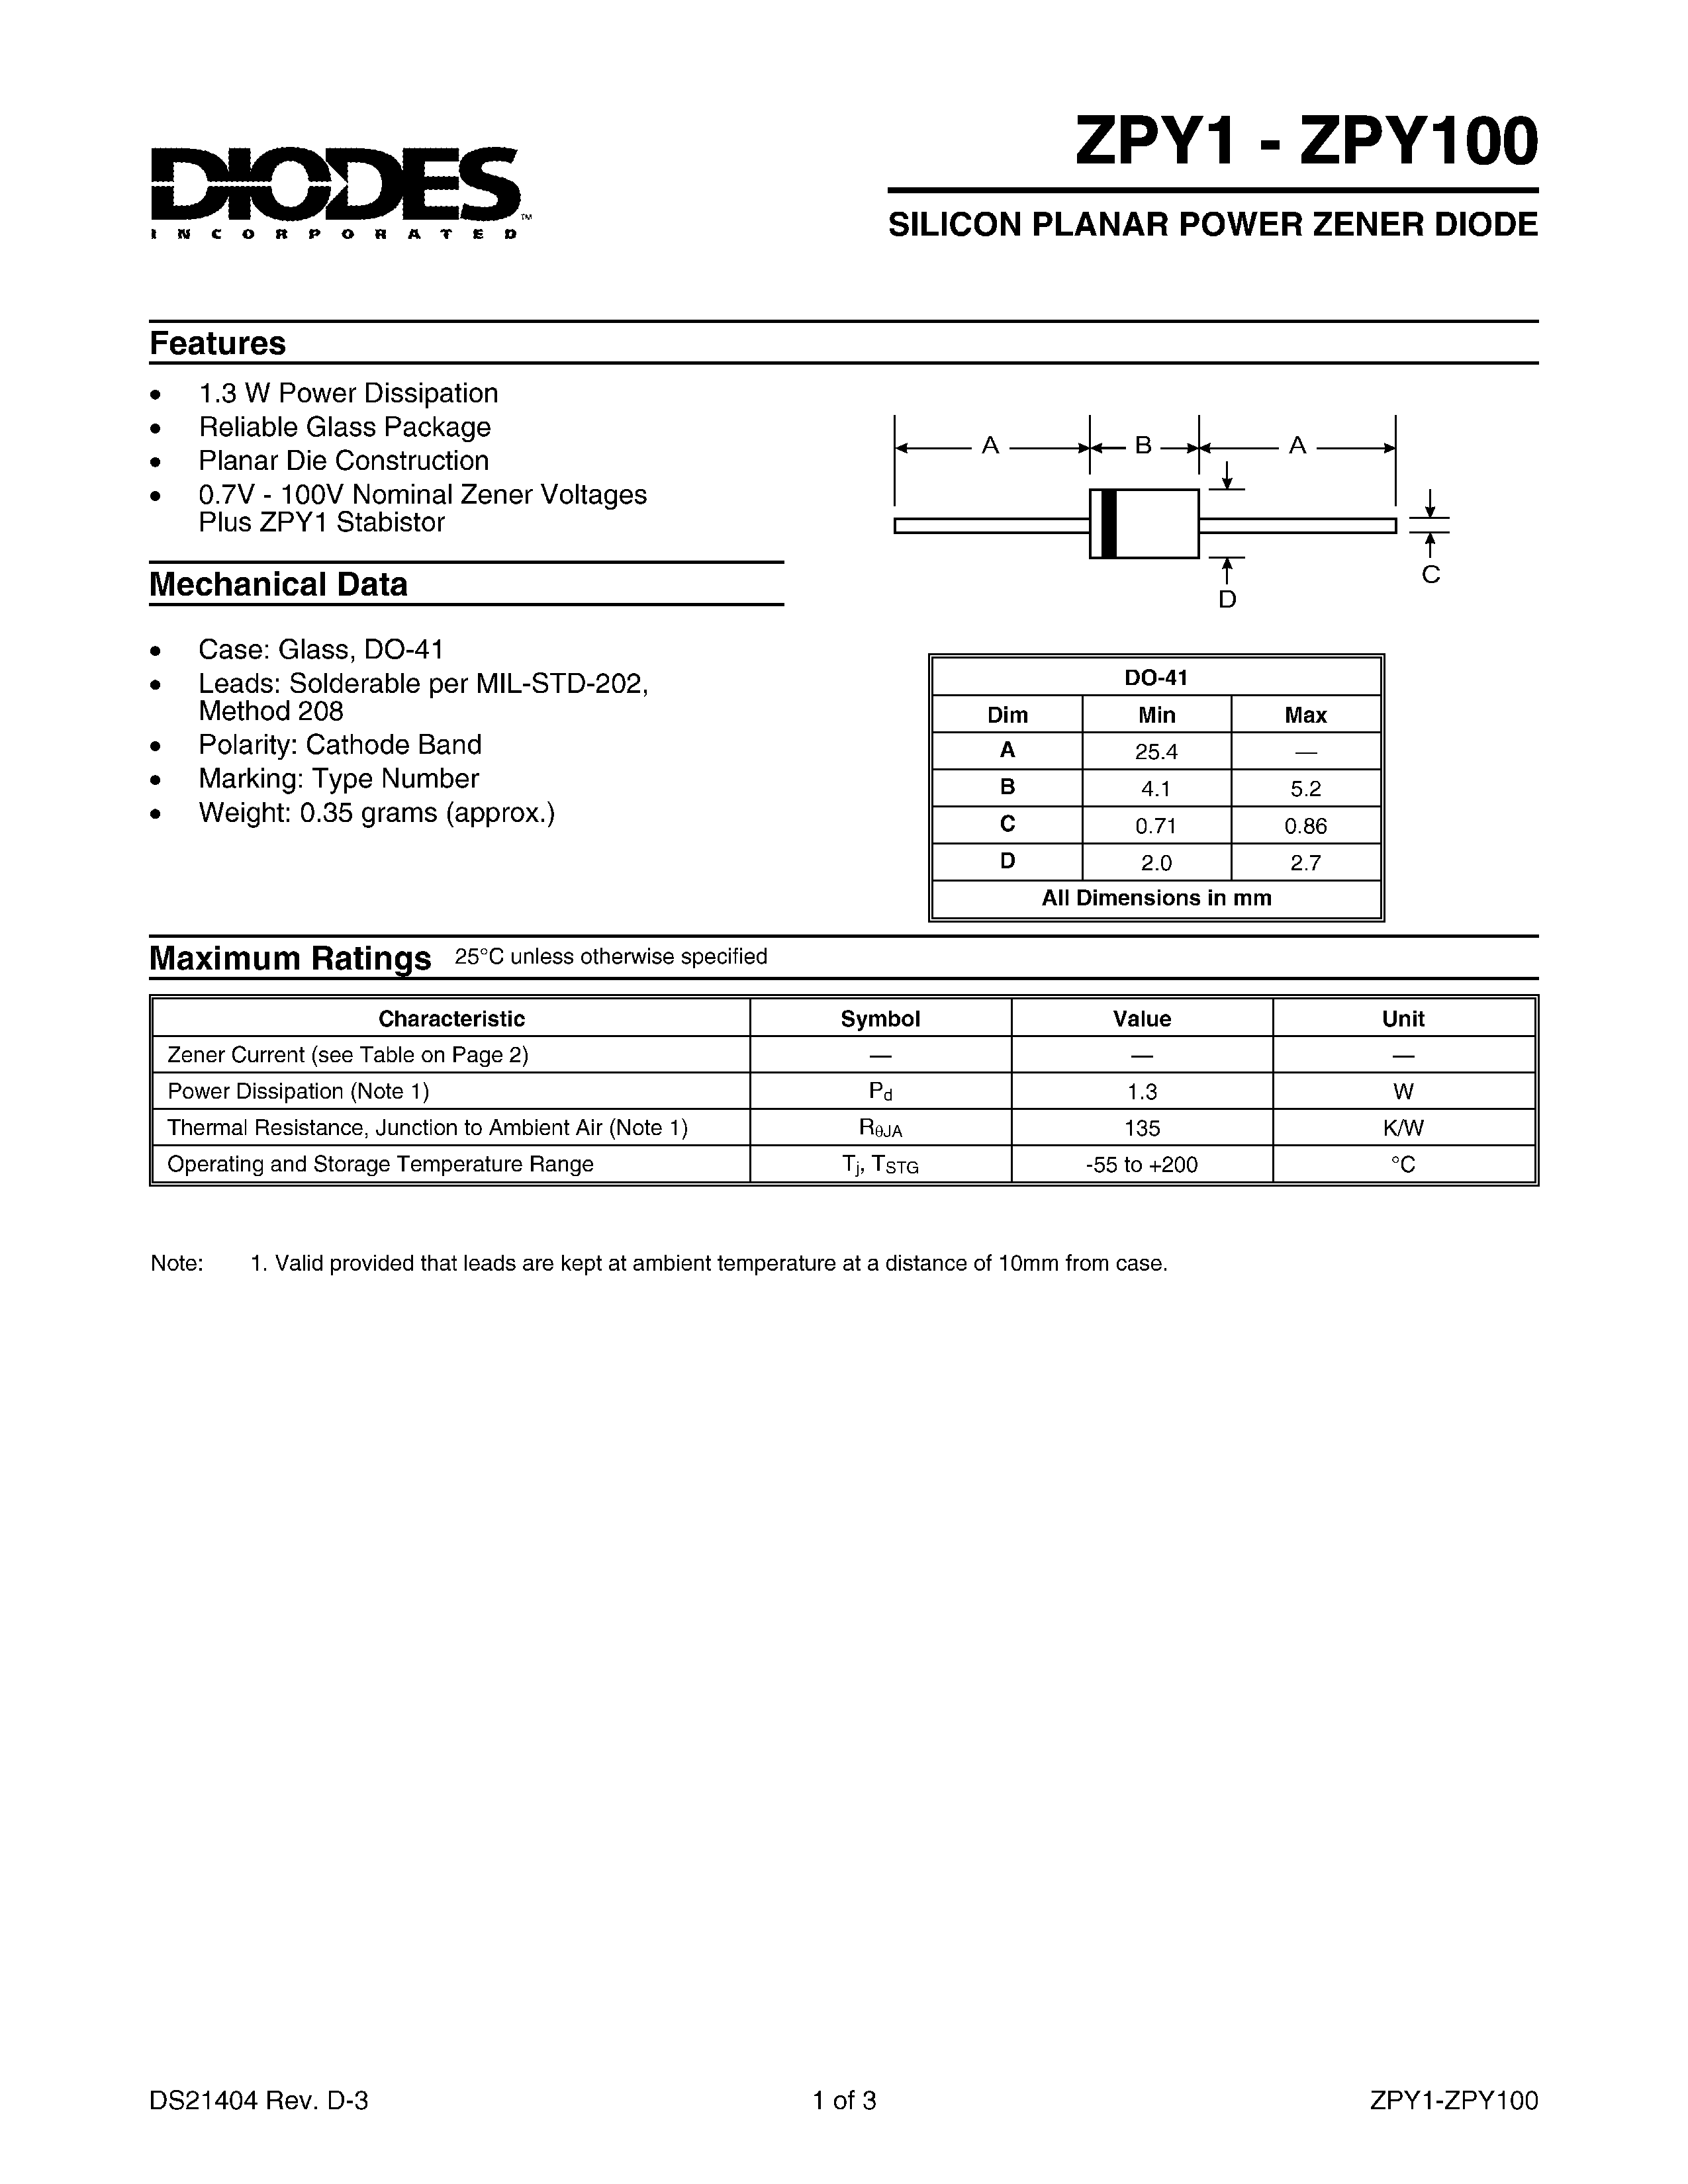 DIODES™
INCORPORATED
ZPY1 - ZPY100
SILICON PLANAR POWER ZENER DIODE
Features
• 1.3 W Power Dissipation
• Reliable Glass Package
• Planar Die Construction
• 0.7V - 100V Nominal Zener Voltages
Plus ZPY1 Stabistor
A B A
C
D
Mechanical Data
• Case: Glass, DO-41
• Leads: Solderable per MIL-STD-202,
Method 208
• Polarity: Cathode Band
• Marking: Type Number
• Weight: 0.35 grams (approx.)
DO-41
Dim Min Max
A 25.4 —
B 4.1 5.2
C 0.71 0.86
D 2.0 2.7
All Dimensions in mm
Maximum Ratings 25°C unless otherwise specified
Characteristic Symbol Value Unit
Zener Current (see Table on Page 2) — — —
Power Dissipation (Note 1) Pd 1.3 W
Thermal Resistance, Junction to Ambient Air (Note 1) RθJA 135 K/W
Operating and Storage Temperature Range Tj, TSTG -55 to +200 °C
Note: 1. Valid provided that leads are kept at ambient temperature at a distance of 10mm from case.
DS21404 Rev. D-3 1 of 3 ZPY1-ZPY100